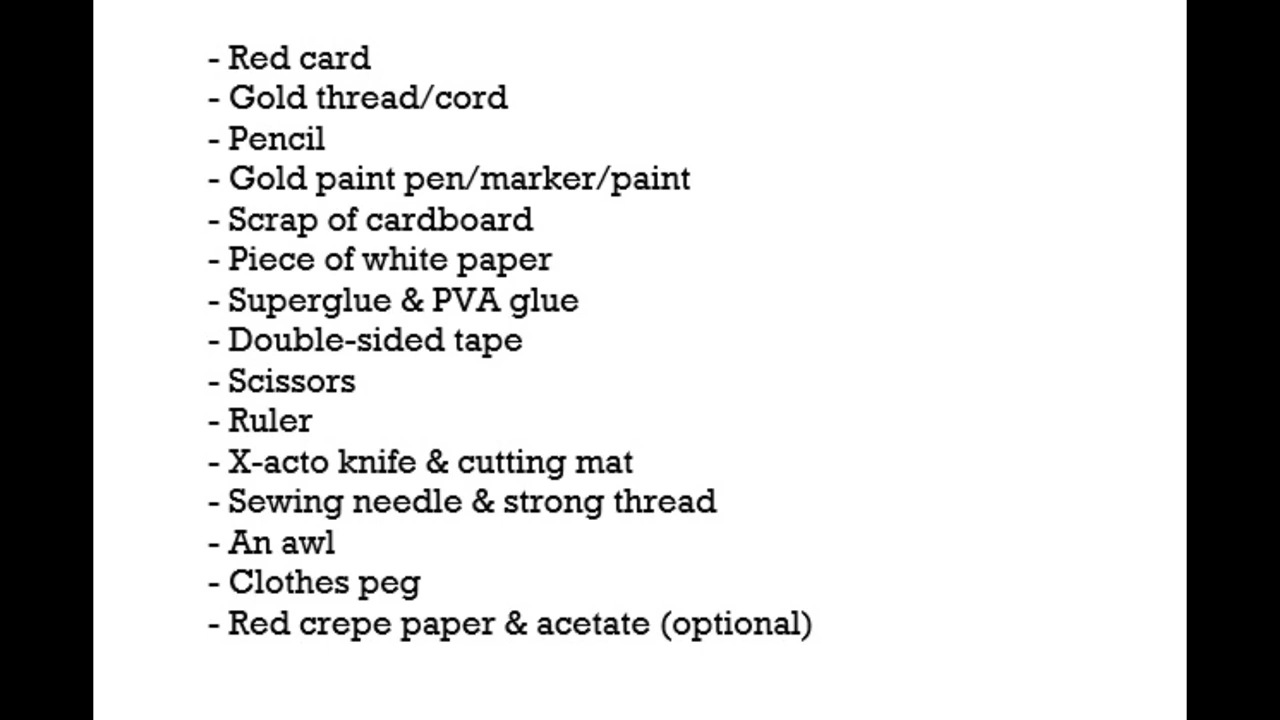 - Red card
- Gold thread/cord
- Pencil
- Gold paint pen/marker/paint
- Scrap of cardboard
- Piece of white paper
- Superglue & PVA glue
- Double-sided tape
- Scissors
- Ruler
- X-acto knife & cutting mat
- Sewing needle & strong thread
- An awl
- Clothes peg
- Red crepe paper & acetate (optional)